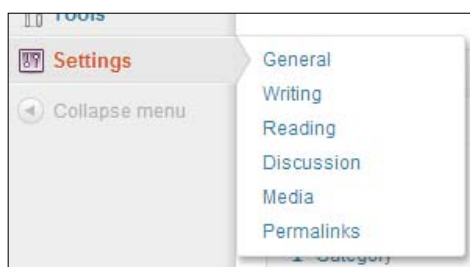 Tools
Settings
Collapse menu
General
Writing
Reading
Discussion
Media
Permalinks
Category